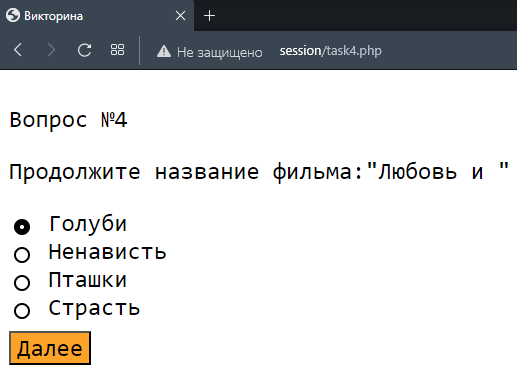 Викторина
Не защищено session/task4.php
Вопрос №4
Продолжите название фильма:"Любовь и "
Голуби
Ненависть
Пташки
Страсть
Далее